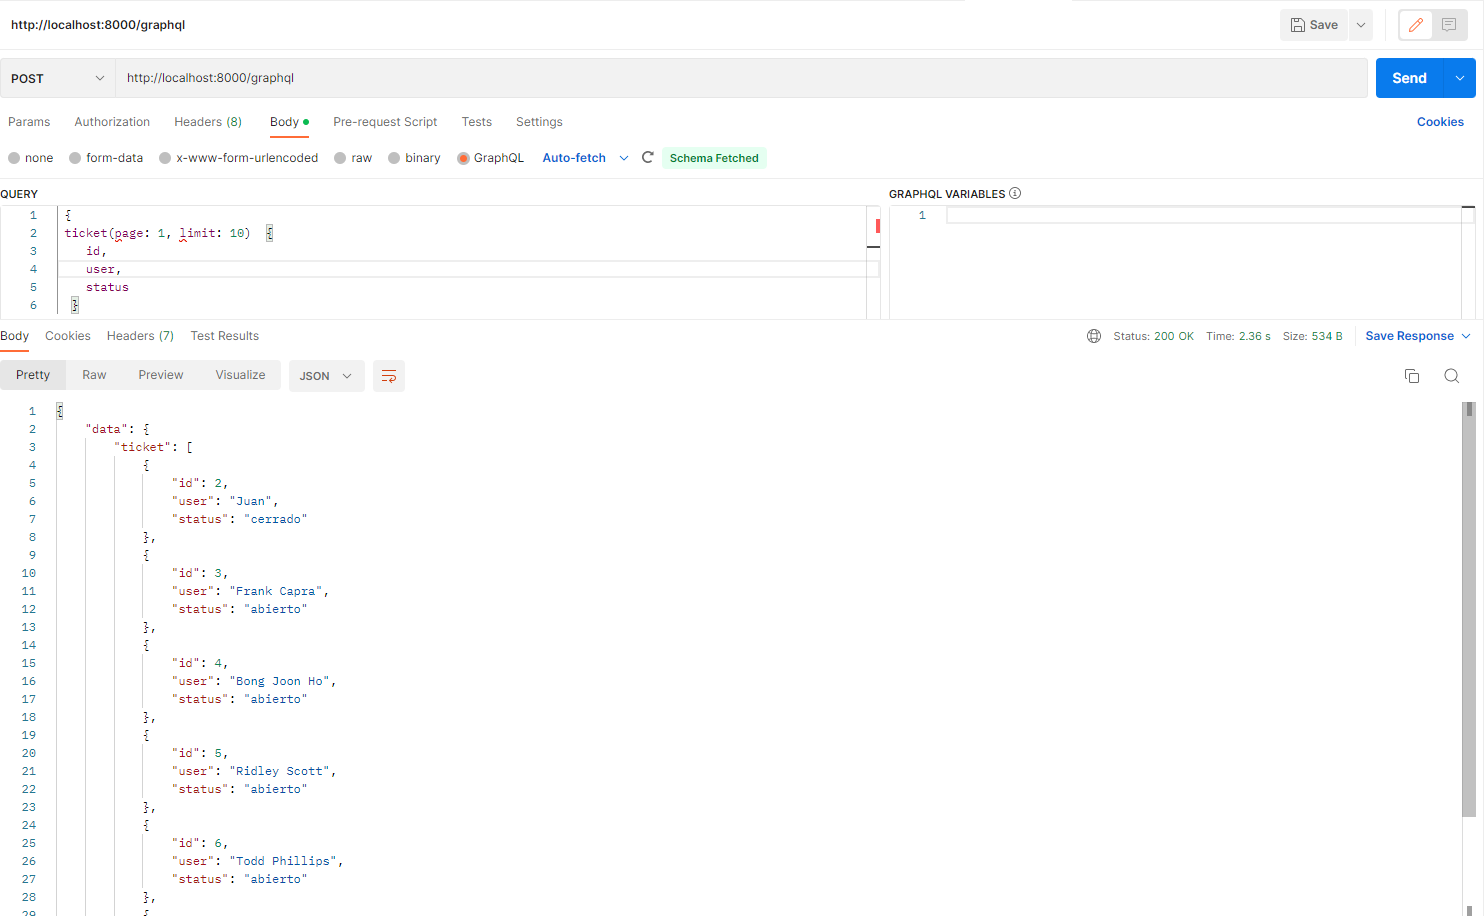 http://localhost:8000/graphql
Save
POST
http://localhost:8000/graphql
Send
Params Authorization Headers (8) Body Pre-request Script Tests Settings Cookies
none form-data x-www-form-urlencoded raw binary GraphQL Auto-fetch Schema Fetched
QUERY
1 {
2 ticket(page: 1, limit: 10) {
3 id,
4 user,
5 status
6 }
GRAPHQL VARIABLES
1
Body Cookies Headers (7) Test Results Status: 200 OK Time: 2.36 s Size: 534 B Save Response
Pretty Raw Preview Visualize JSON
1 {
2 "data": {
3 "ticket": [
4 {
5 "id": 2,
6 "user": "Juan",
7 "status": "cerrado"
8 },
9 {
10 "id": 3,
11 "user": "Frank Capra",
12 "status": "abierto"
13 },
14 {
15 "id": 4,
16 "user": "Bong Joon Ho",
17 "status": "abierto"
18 },
19 {
20 "id": 5,
21 "user": "Ridley Scott",
22 "status": "abierto"
23 },
24 {
25 "id": 6,
26 "user": "Todd Phillips",
27 "status": "abierto"
28 },
29 {